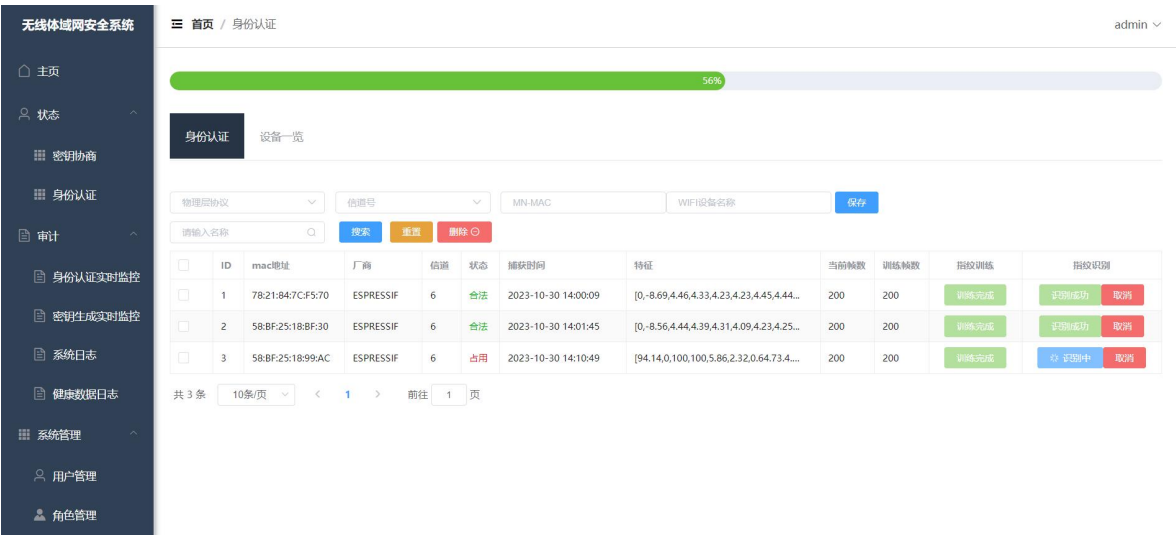 无线体域网安全系统
首页 / 身份认证
admin
主页
56%
状态
身份认证 设备一览
密钥协商
身份认证
物理层协议 信道号 MN-MAC WIFI设备名称 保存
审计
请输入名称 搜索 重置 删除
ID mac地址 厂商 信道 状态 捕获时间 特征 当前帧数 训练帧数 指纹训练 指纹识别
身份认证实时监控
1 78:21:84:7C:F5:70 ESPRESSIF 6 合法 2023-10-30 14:00:09 [0,-8.69,4.46,4.33,4.23,4.23,4.45,4.44... 200 200 训练完成 识别成功 取消
密钥生成实时监控
2 58:BF:25:18:BF:30 ESPRESSIF 6 合法 2023-10-30 14:01:45 [0,-8.56,4.44,4.39,4.31,4.09,4.23,4.25... 200 200 训练完成 识别成功 取消
系统日志
3 58:BF:25:18:99:AC ESPRESSIF 6 占用 2023-10-30 14:10:49 [94.14,0,100,100,5.86,2.32,0.64.73.4.... 200 200 训练完成 识别中 取消
健康数据日志
共 3 条 10条/页 < 1 > 前往 1 页
系统管理
用户管理
角色管理